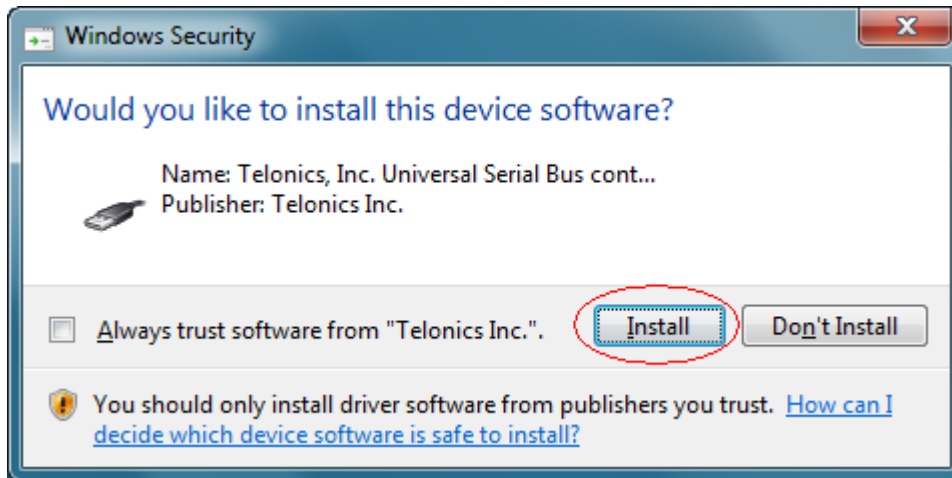 Windows Security
Would you like to install this device software?
Name: Telonics, Inc. Universal Serial Bus cont...
Publisher: Telonics Inc.
Always trust software from "Telonics Inc.".
Install
Don't Install
You should only install driver software from publishers you trust. How can I
decide which device software is safe to install?